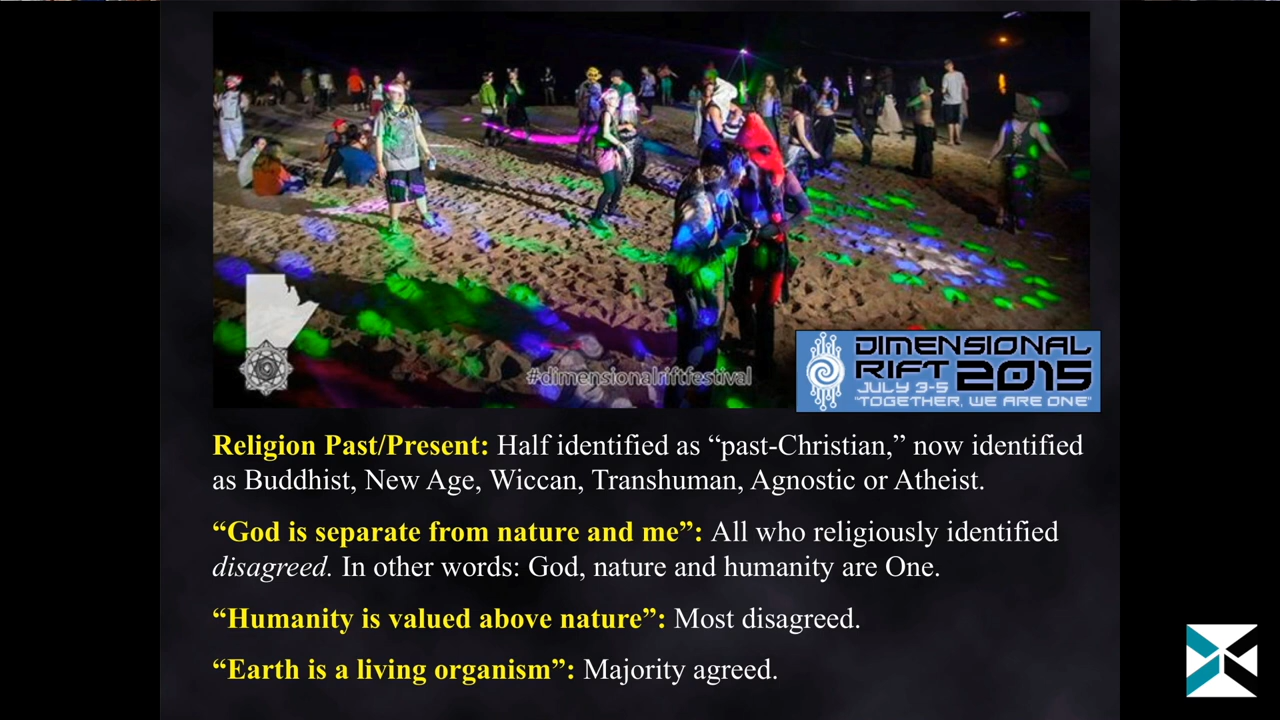 #dimensionalriftfestival
DIMENSIONAL
RIFT 2015
JULY 3-5
"TOGETHER, WE ARE ONE"
Religion Past/Present: Half identified as “past-Christian,” now identified
as Buddhist, New Age, Wiccan, Transhuman, Agnostic or Atheist.
“God is separate from nature and me”: All who religiously identified
disagreed. In other words: God, nature and humanity are One.
“Humanity is valued above nature”: Most disagreed.
“Earth is a living organism”: Majority agreed.